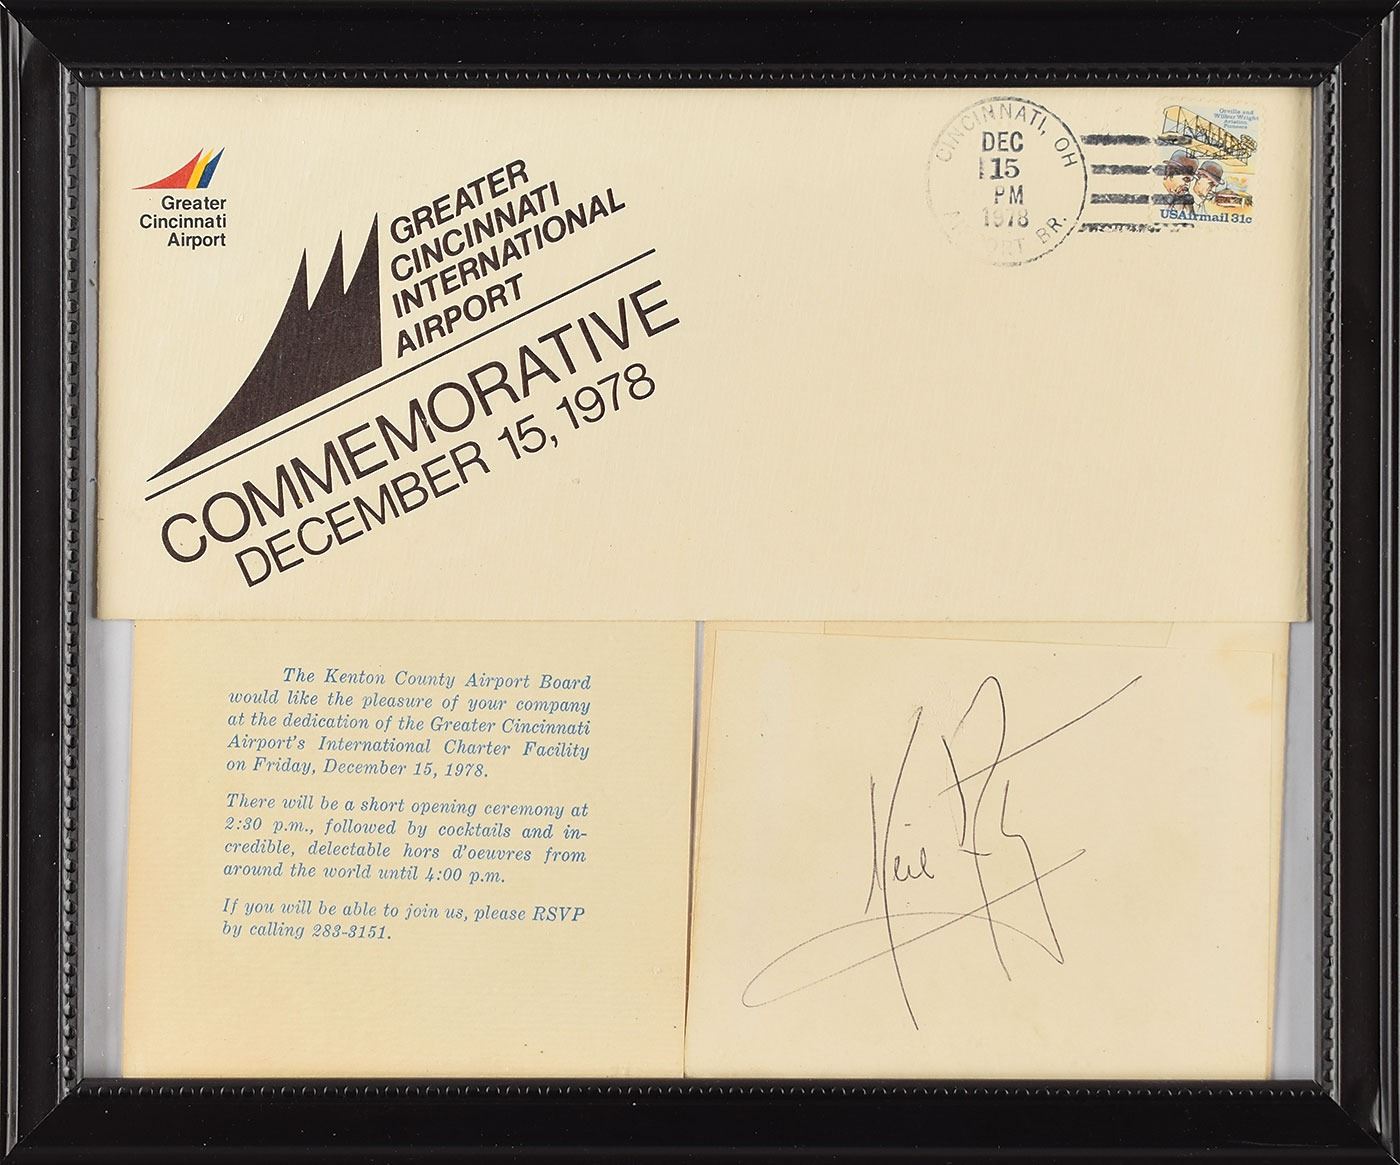 Greater
Cincinnati
Airport
GREATER
CINCINNATI
INTERNATIONAL
AIRPORT
COMMEMORATIVE
DECEMBER 15, 1978
CINCINNATI, OH
DEC
15
PM
1978
AIRPORT BR.
Orville and
Wilbur Wright
Aviation
Pioneers
USAirmail 31c
The Kenton County Airport Board
would like the pleasure of your company
at the dedication of the Greater Cincinnati
Airport's International Charter Facility
on Friday, December 15, 1978.
There will be a short opening ceremony at
2:30 p.m., followed by cocktails and in-
credible, delectable hors d'oeuvres from
around the world until 4:00 p.m.
If you will be able to join us, please RSVP
by calling 283-3151.
Neil